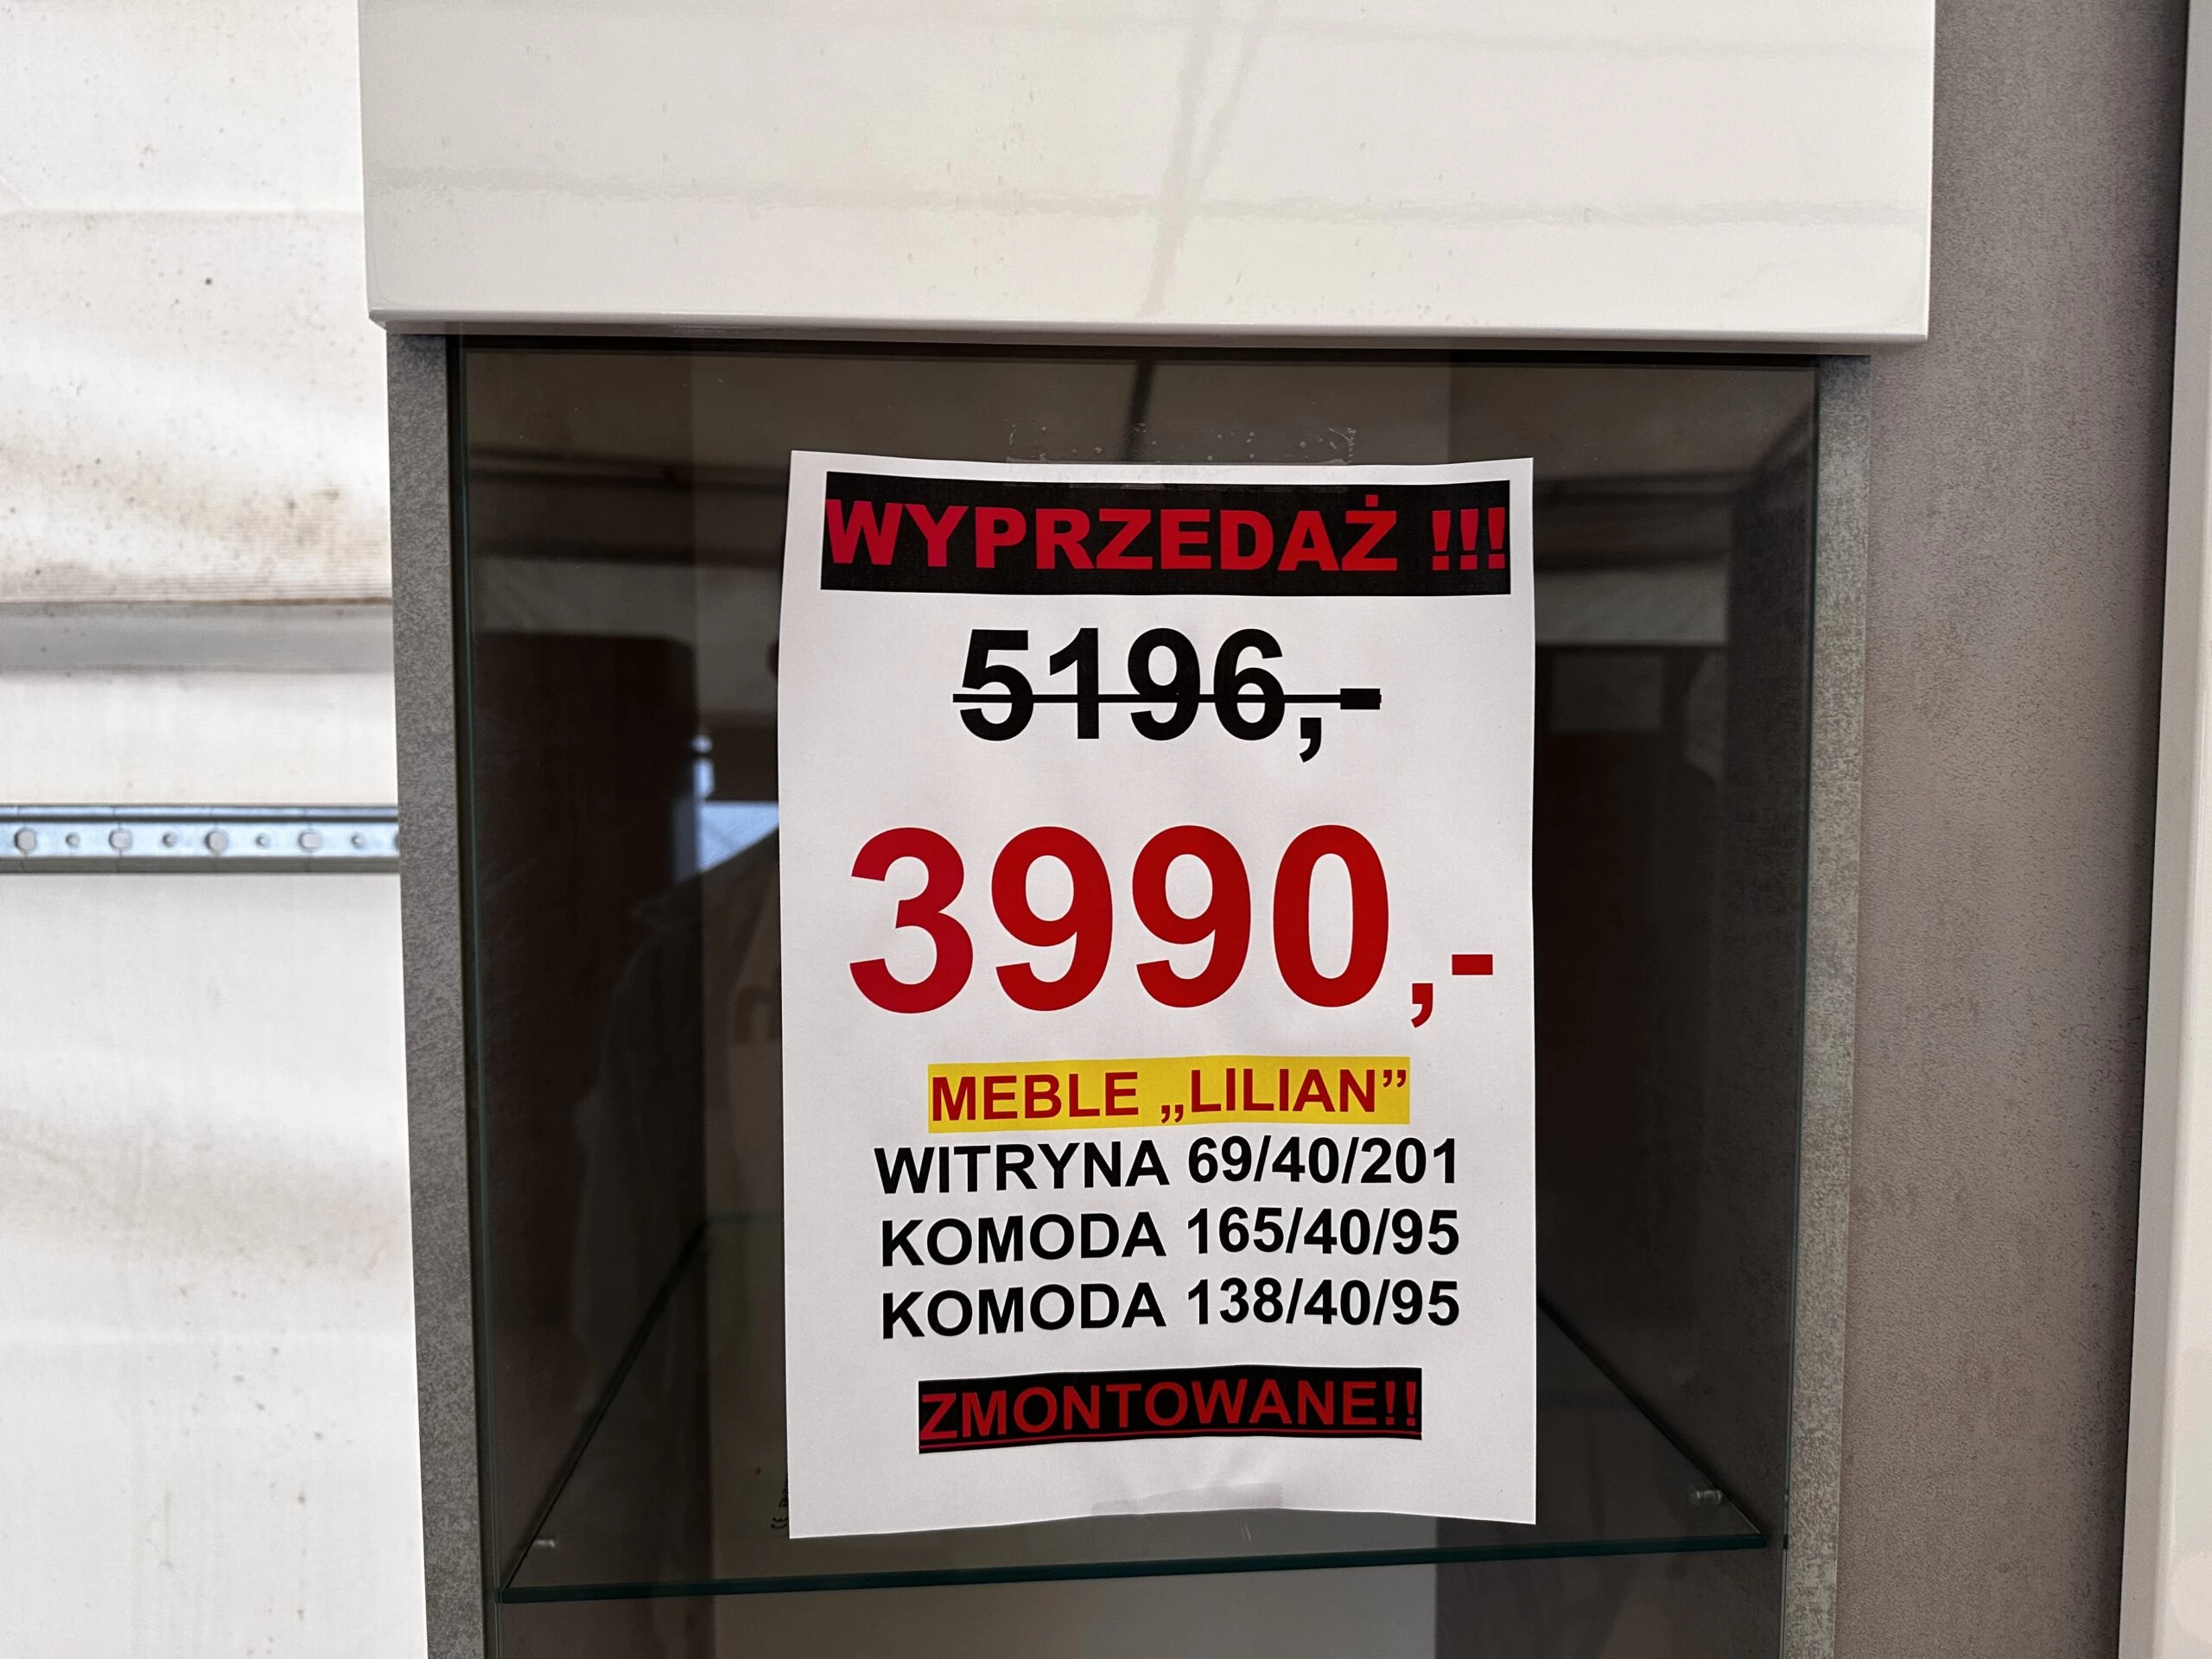 WYPRZEDAŻ !!!
5196,-
3990,-
MEBLE „LILIAN”
WITRYNA 69/40/201
KOMODA 165/40/95
KOMODA 138/40/95
ZMONTOWANE!!